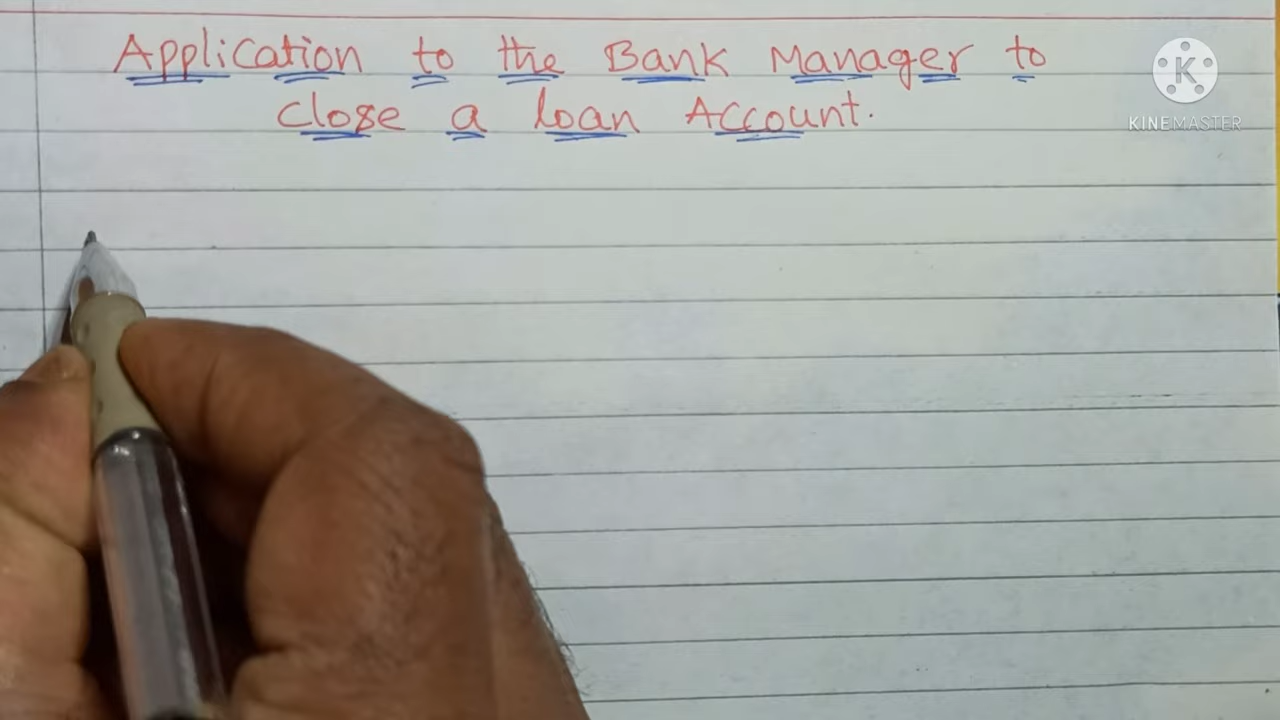 Application to the Bank Manager to
close a loan Account.
KINEMASTER